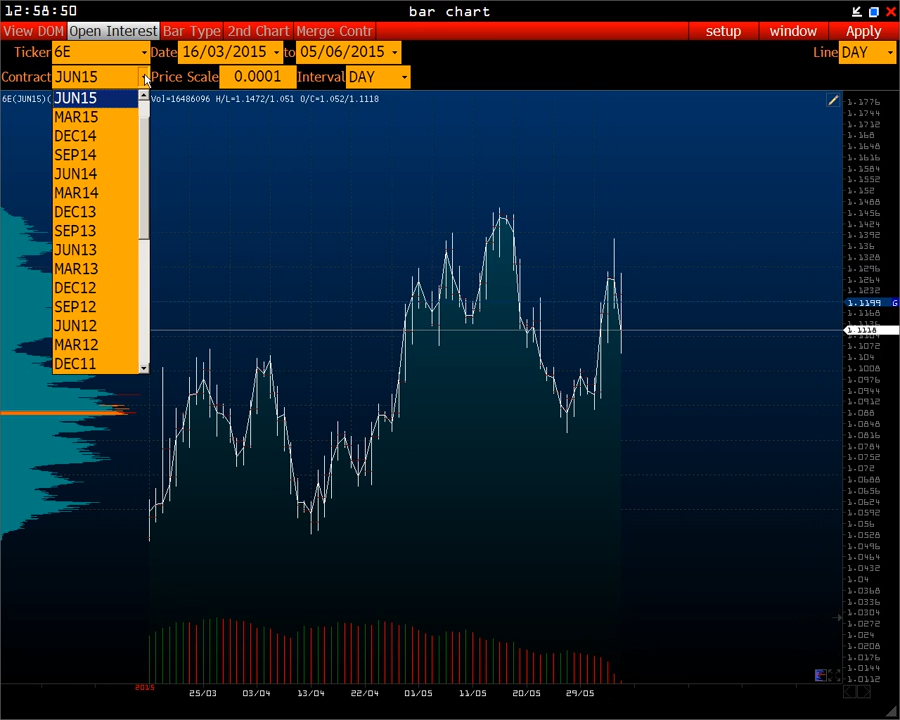 12:58:50 bar chart
View DOM Open Interest Bar Type 2nd Chart Merge Contr setup window Apply
Ticker 6E Date 16/03/2015 to 05/06/2015 Line DAY
Contract JUN15 Price Scale 0.0001 Interval DAY
6E(JUN15)( Vol=16486096 H/L=1.1472/1.051 O/C=1.052/1.1118
JUN15
MAR15
DEC14
SEP14
JUN14
MAR14
DEC13
SEP13
JUN13
MAR13
DEC12
SEP12
JUN12
MAR12
DEC11
1.1776
1.1744
1.1712
1.168
1.1648
1.1616
1.1584
1.1552
1.152
1.1488
1.1456
1.1424
1.1392
1.136
1.1328
1.1296
1.1264
1.1232
1.1199 G
1.1168
1.1118
1.1072
1.104
1.1008
1.0976
1.0944
1.0912
1.088
1.0848
1.0816
1.0784
1.0752
1.072
1.0688
1.0656
1.0624
1.0592
1.056
1.0528
1.0496
1.0464
1.0432
1.04
1.0368
1.0336
1.0304
1.0272
1.024
1.0208
1.0176
1.0144
1.0112
2015 25/03 03/04 13/04 22/04 01/05 11/05 20/05 29/05